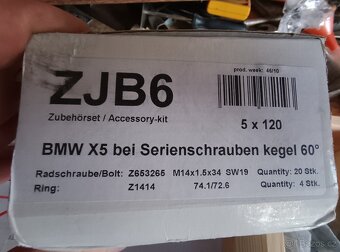 prod. week: 46/10
ZJB6
Zubehörset / Accessory-kit
5 x 120
BMW X5 bei Serienschrauben kegel 60°
Radschraube/Bolt: Z653265 M14x1.5x34 SW19 Quantity: 20 Stk.
Ring: Z1414 74.1/72.6 Quantity: 4 Stk.